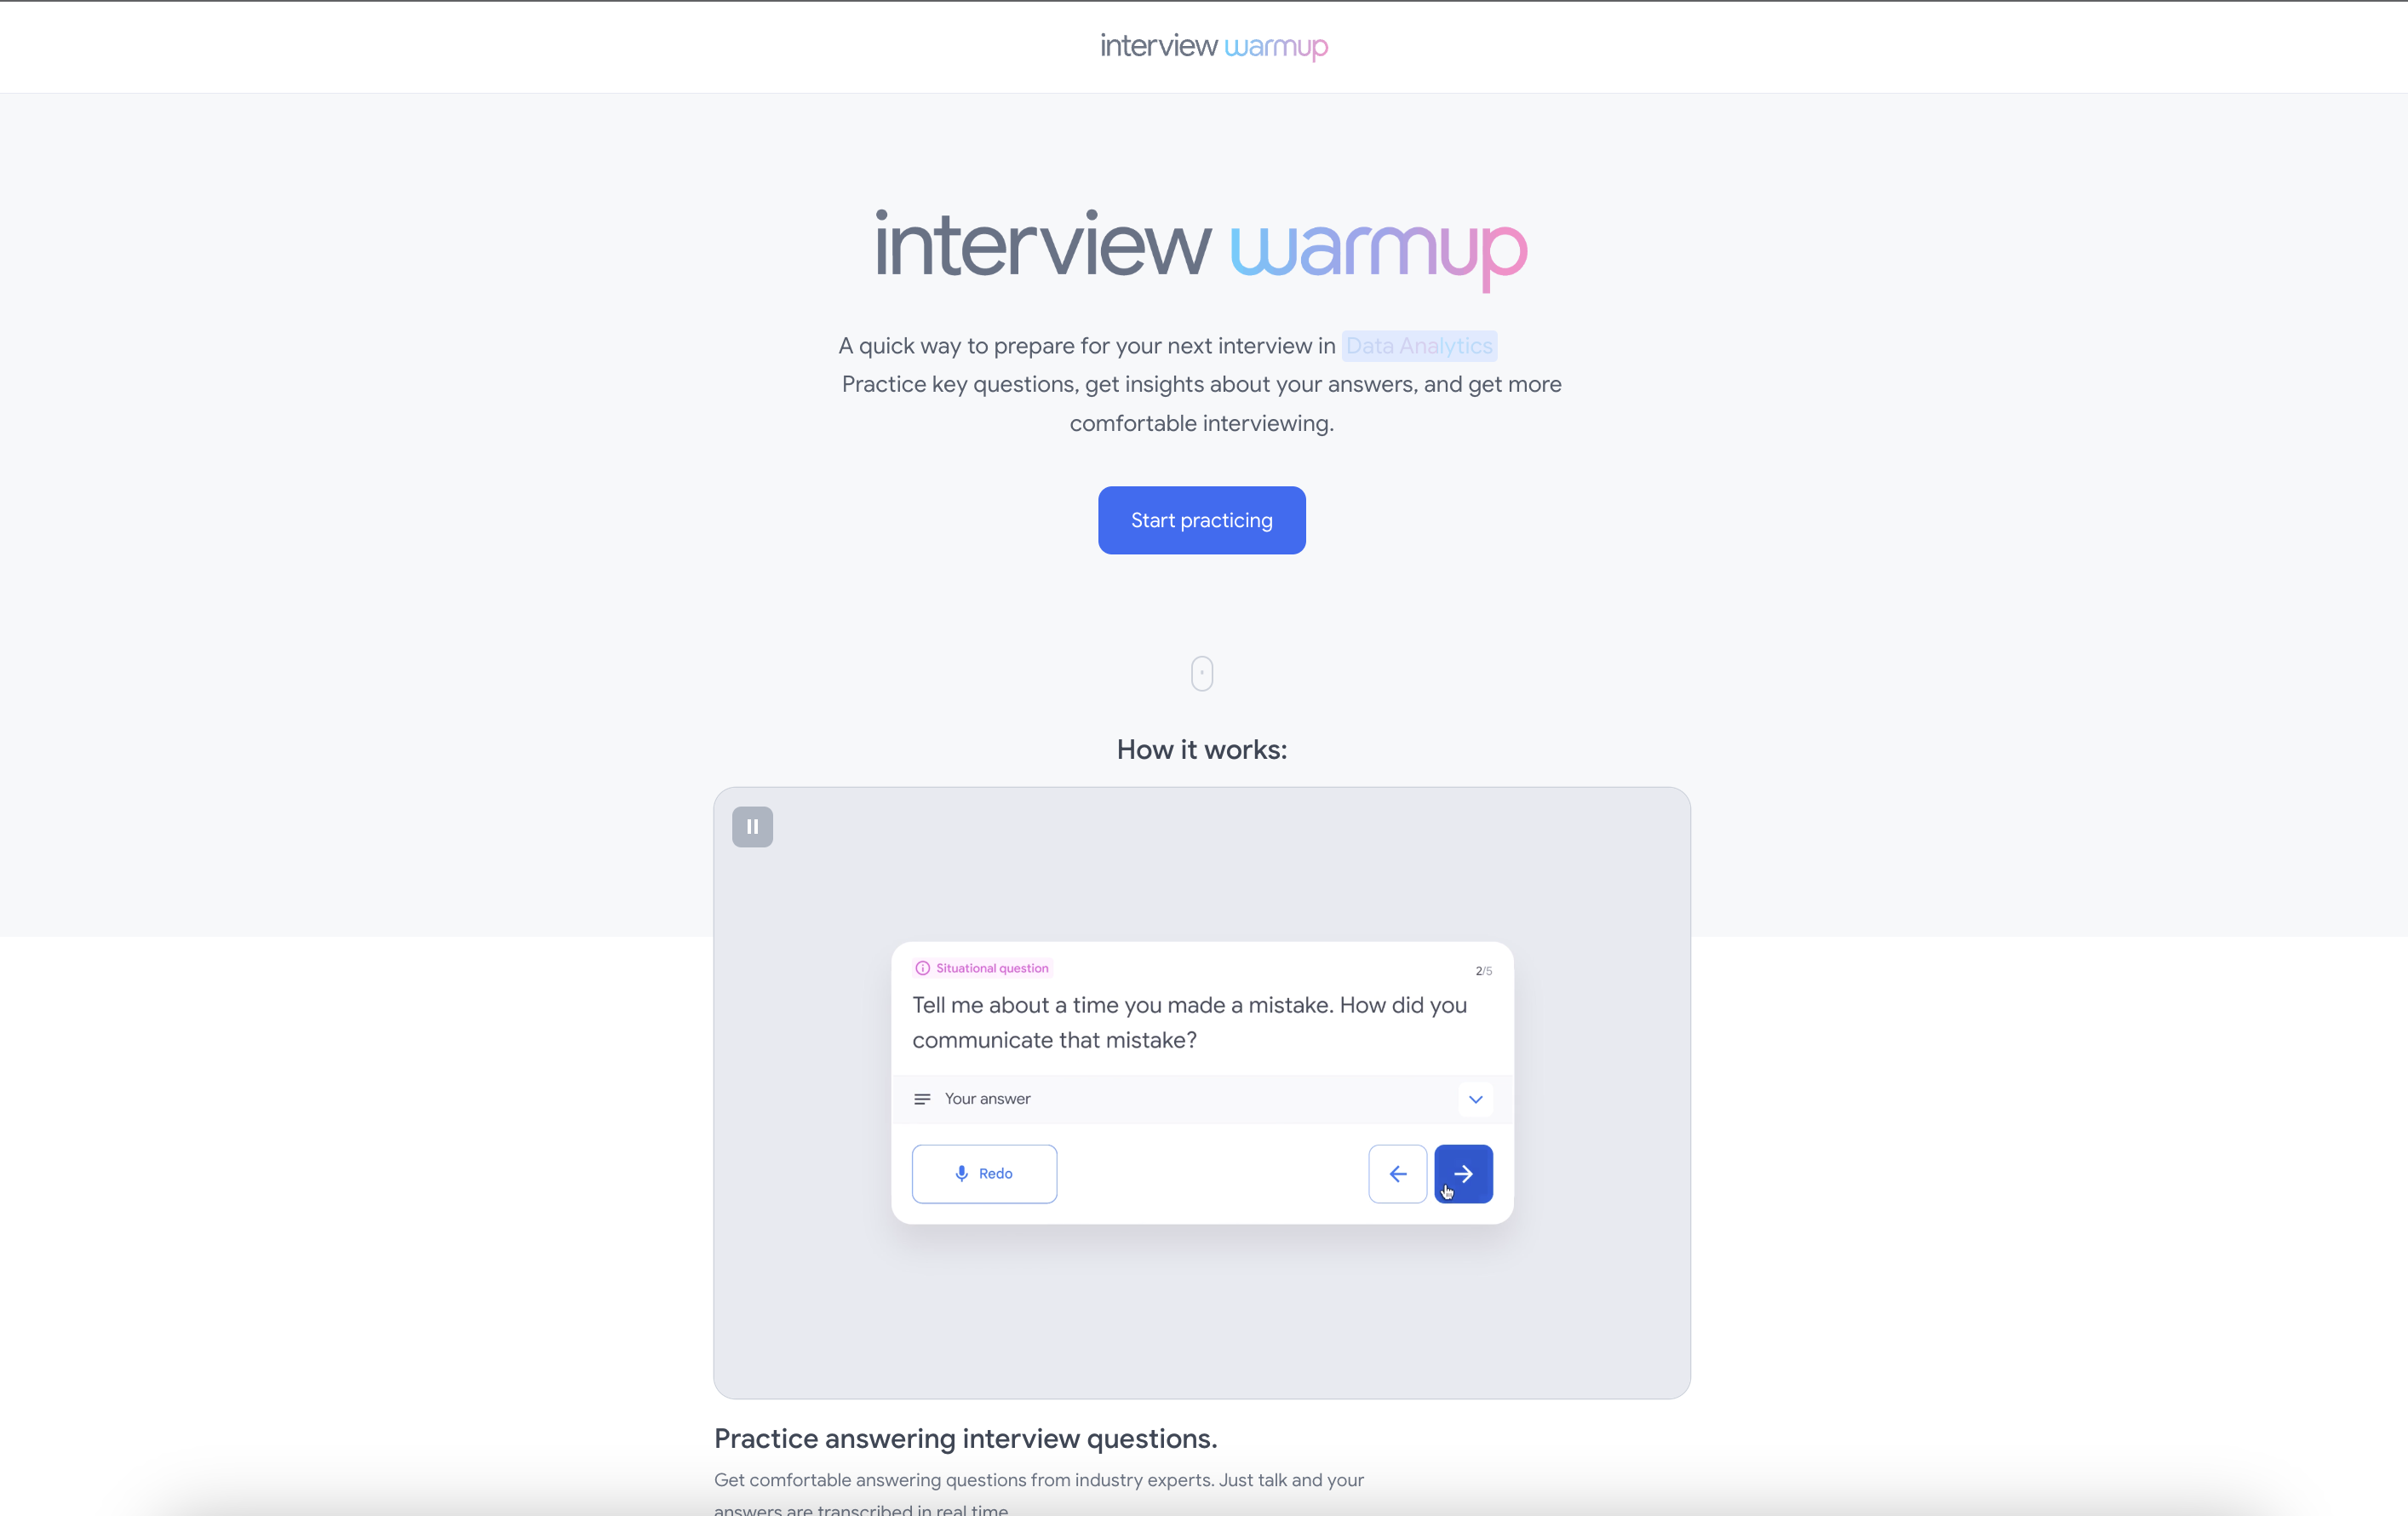 interview warmup
interview warmup
A quick way to prepare for your next interview in Data Analytics
Practice key questions, get insights about your answers, and get more
comfortable interviewing.
Start practicing
How it works:
Situational question
2/5
Tell me about a time you made a mistake. How did you
communicate that mistake?
Your answer
Redo
Practice answering interview questions.
Get comfortable answering questions from industry experts. Just talk and your
answers are transcribed in real time